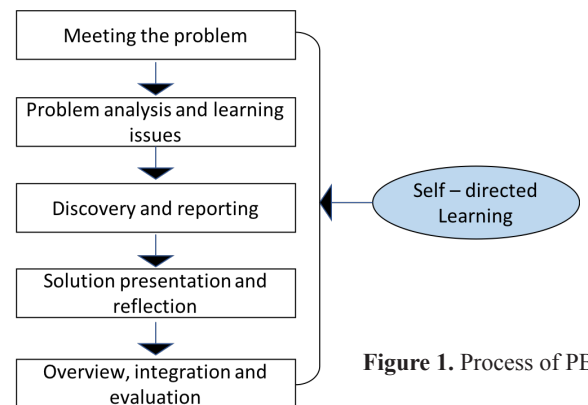 Meeting the problem
Problem analysis and learning
issues
Discovery and reporting
Self – directed
Learning
Solution presentation and
reflection
Overview, integration and
evaluation
Figure 1. Process of